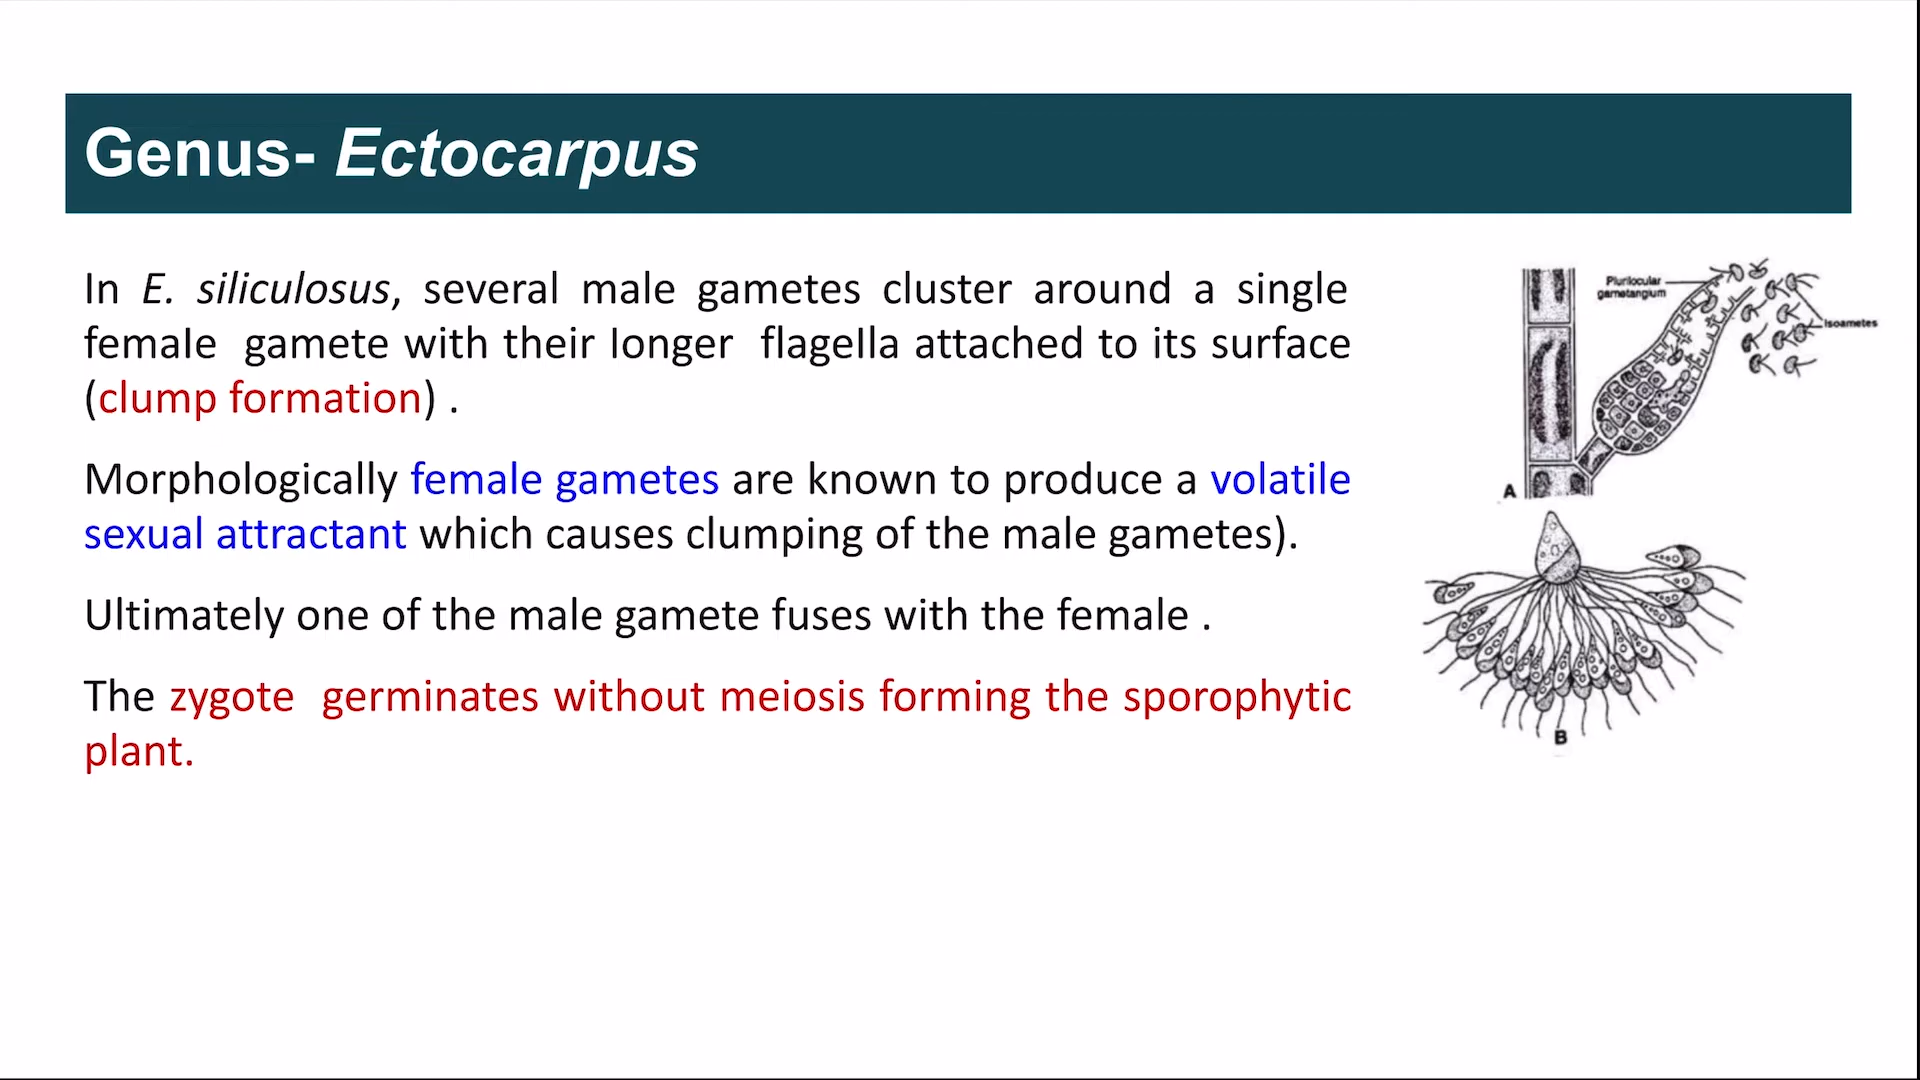 Genus- Ectocarpus
In E. siliculosus, several male gametes cluster around a single
female gamete with their longer flagella attached to its surface
(clump formation) .
Morphologically female gametes are known to produce a volatile
sexual attractant which causes clumping of the male gametes).
Ultimately one of the male gamete fuses with the female .
The zygote germinates without meiosis forming the sporophytic
plant.
Plurilocular
gametangium
Isoametes
A
B